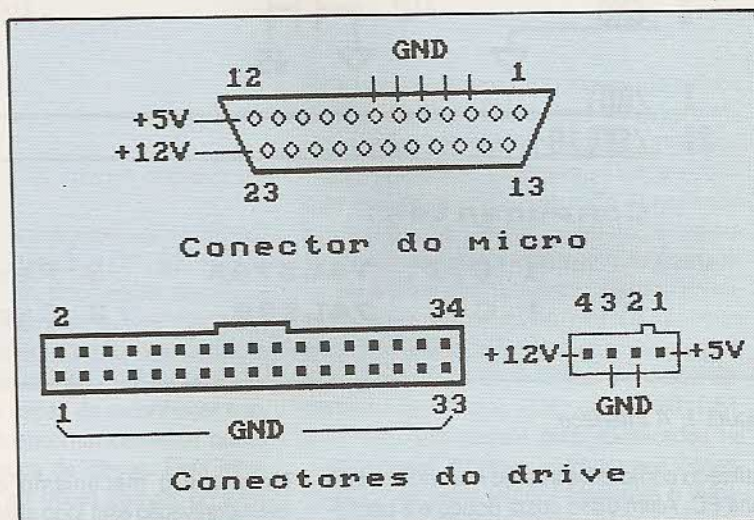 GND
12 1
+5V
+12V
23 13
Conector do micro
2 34 4 3 2 1
+12V +5V
1 33 GND
GND
Conectores do drive